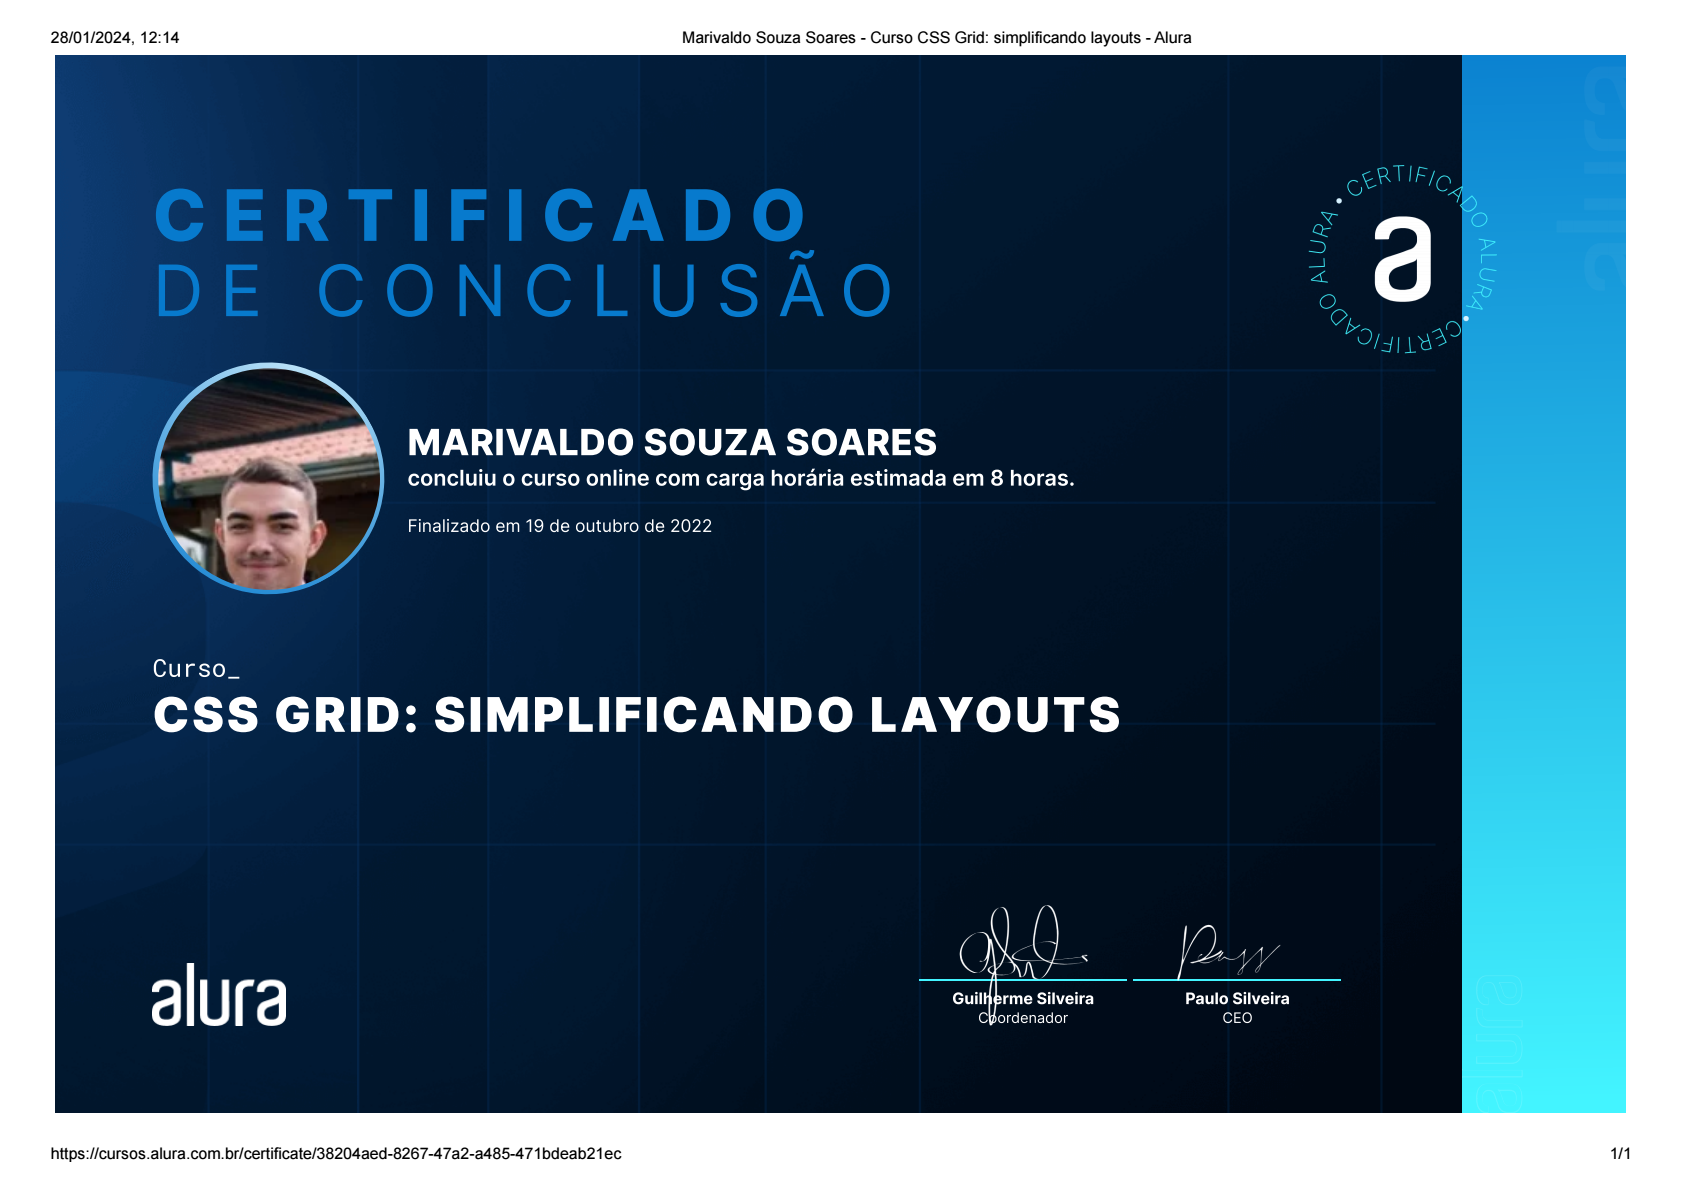 28/01/2024, 12:14
Marivaldo Souza Soares - Curso CSS Grid: simplificando layouts - Alura
CERTIFICADO
DE CONCLUSÃO
CERTIFICADO ALURA • CERTIFICADO ALURA •
a
MARIVALDO SOUZA SOARES
concluiu o curso online com carga horária estimada em 8 horas.
Finalizado em 19 de outubro de 2022
Curso_
CSS GRID: SIMPLIFICANDO LAYOUTS
alura
Guilherme Silveira
Coordenador
Paulo Silveira
CEO
alura
alura
https://cursos.alura.com.br/certificate/38204aed-8267-47a2-a485-471bdeab21ec
1/1